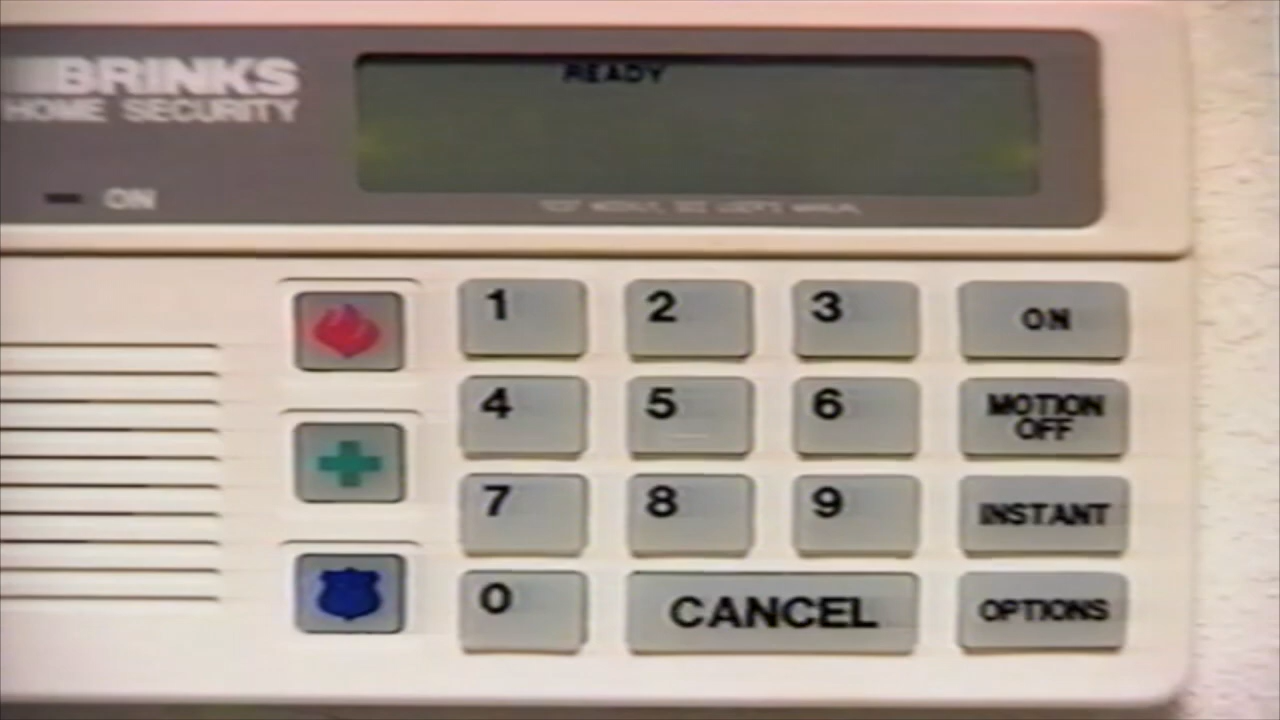 BRINKS
HOME SECURITY
READY
ON
1 2 3 ON
4 5 6 MOTION OFF
7 8 9 INSTANT
0 CANCEL OPTIONS